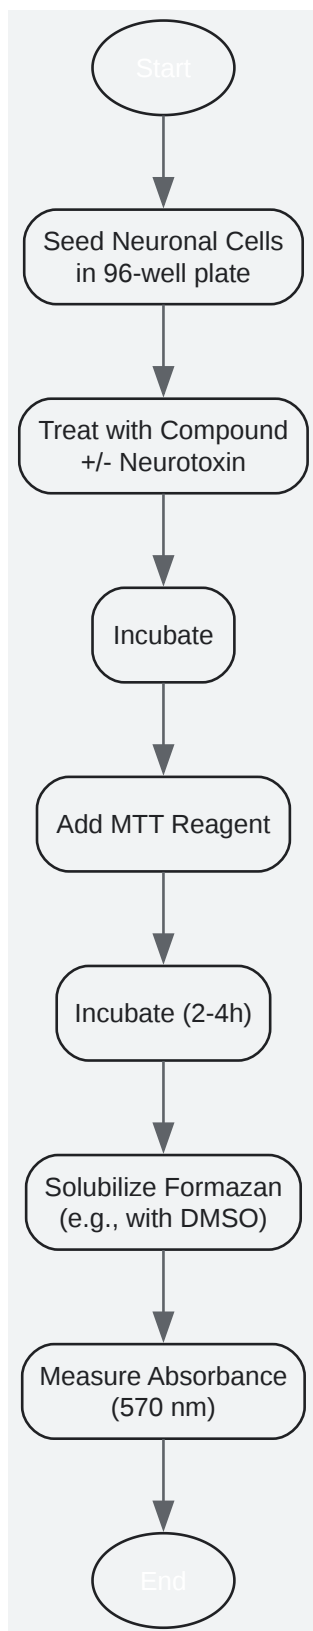 Start
Seed Neuronal Cells
in 96-well plate
Treat with Compound
+/- Neurotoxin
Incubate
Add MTT Reagent
Incubate (2-4h)
Solubilize Formazan
(e.g., with DMSO)
Measure Absorbance
(570 nm)
End